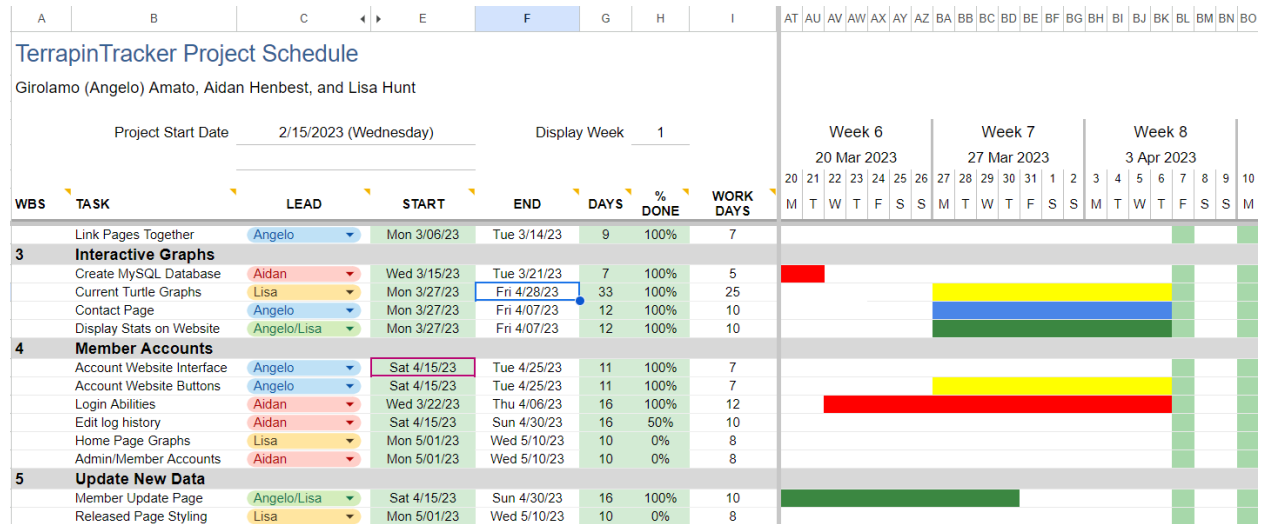 A B C E F G H I AT AU AV AW AX AY AZ BA BB BC BD BE BF BG BH BI BJ BK BL BM BN BO
TerrapinTracker Project Schedule
Girolamo (Angelo) Amato, Aidan Henbest, and Lisa Hunt
Project Start Date 2/15/2023 (Wednesday) Display Week 1 Week 6 Week 7 Week 8
20 Mar 2023 27 Mar 2023 3 Apr 2023
20 21 22 23 24 25 26 27 28 29 30 31 1 2 3 4 5 6 7 8 9 10
WBS TASK LEAD START END DAYS % DONE WORK DAYS M T W T F S S M T W T F S S M T W T F S S M
Link Pages Together Angelo Mon 3/06/23 Tue 3/14/23 9 100% 7
3 Interactive Graphs
Create MySQL Database Aidan Wed 3/15/23 Tue 3/21/23 7 100% 5
Current Turtle Graphs Lisa Mon 3/27/23 Fri 4/28/23 33 100% 25
Contact Page Angelo Mon 3/27/23 Fri 4/07/23 12 100% 10
Display Stats on Website Angelo/Lisa Mon 3/27/23 Fri 4/07/23 12 100% 10
4 Member Accounts
Account Website Interface Angelo Sat 4/15/23 Tue 4/25/23 11 100% 7
Account Website Buttons Angelo Sat 4/15/23 Tue 4/25/23 11 100% 7
Login Abilities Aidan Wed 3/22/23 Thu 4/06/23 16 100% 12
Edit log history Aidan Sat 4/15/23 Sun 4/30/23 16 50% 10
Home Page Graphs Lisa Mon 5/01/23 Wed 5/10/23 10 0% 8
Admin/Member Accounts Aidan Mon 5/01/23 Wed 5/10/23 10 0% 8
5 Update New Data
Member Update Page Angelo/Lisa Sat 4/15/23 Sun 4/30/23 16 100% 10
Released Page Styling Lisa Mon 5/01/23 Wed 5/10/23 10 0% 8